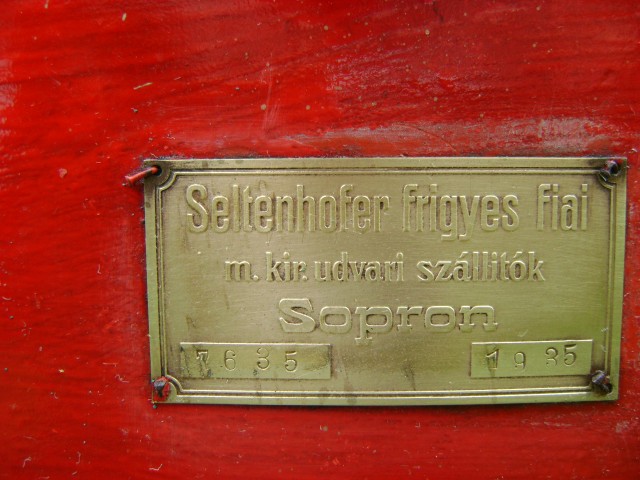 Seltenhofer frigyes fiai
m. kir. udvari szállitók
Sopron
7635 1935